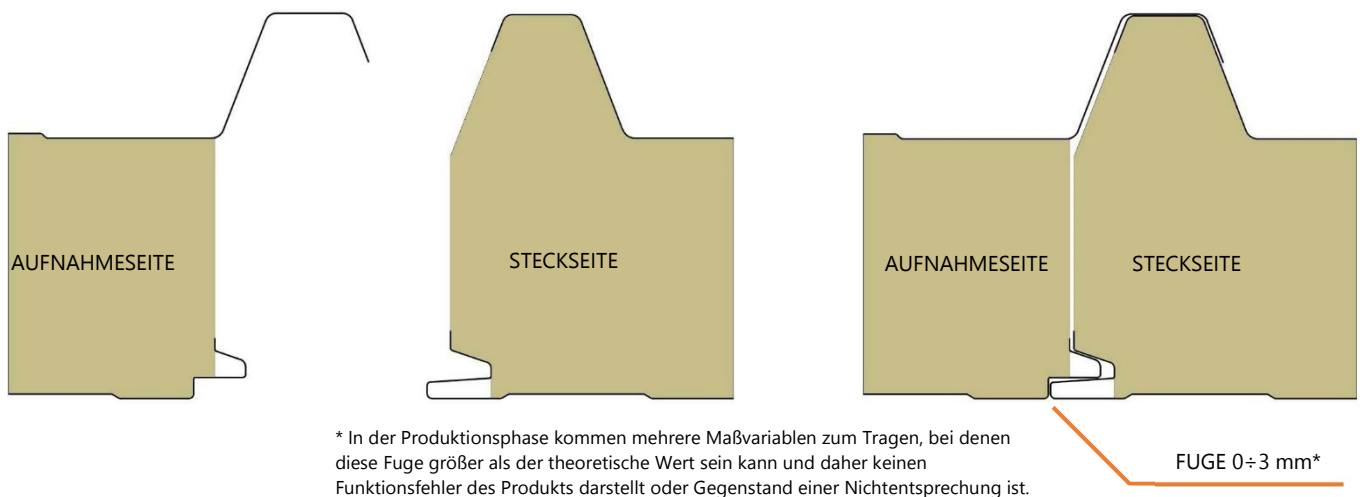 AUFNAHMESEITE
STECKSEITE
AUFNAHMESEITE
STECKSEITE
* In der Produktionsphase kommen mehrere Maßvariablen zum Tragen, bei denen
diese Fuge größer als der theoretische Wert sein kann und daher keinen
Funktionsfehler des Produkts darstellt oder Gegenstand einer Nichtentsprechung ist.
FUGE 0÷3 mm*